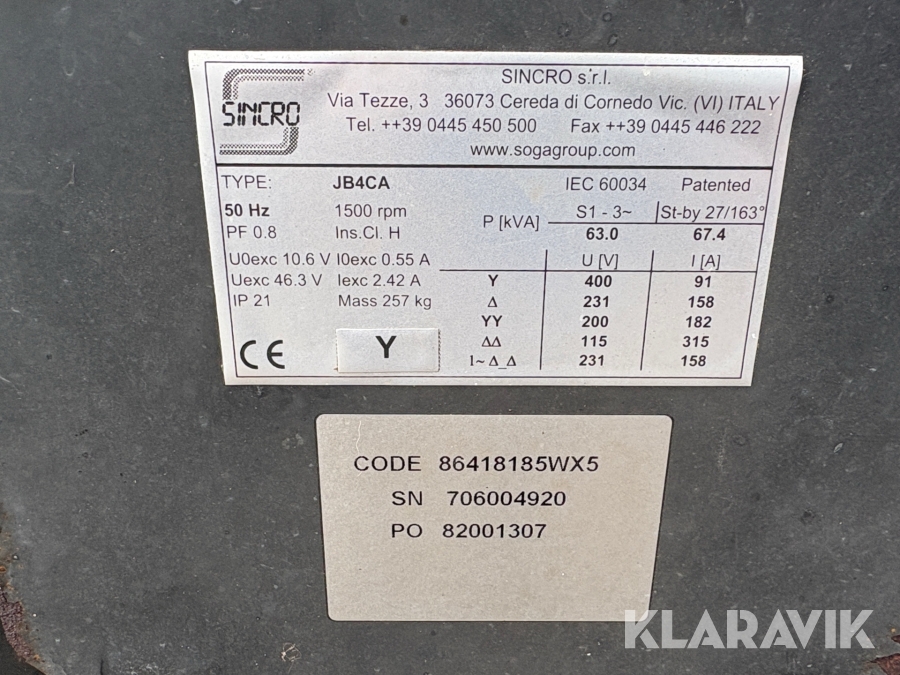 SINCRO
SINCRO s.r.l.
Via Tezze, 3 36073 Cereda di Cornedo Vic. (VI) ITALY
Tel. ++39 0445 450 500 Fax ++39 0445 446 222
www.sogagroup.com
TYPE: JB4CA IEC 60034 Patented
50 Hz 1500 rpm P [kVA] S1 - 3~ St-by 27/163°
PF 0.8 Ins.Cl. H 63.0 67.4
U0exc 10.6 V I0exc 0.55 A U [V] I [A]
Uexc 46.3 V Iexc 2.42 A Y 400 91
IP 21 Mass 257 kg Δ 231 158
YY 200 182
CE Y ΔΔ 115 315
1~ Δ_Δ 231 158
CODE 86418185WX5
SN 706004920
PO 82001307
KLARAVIK